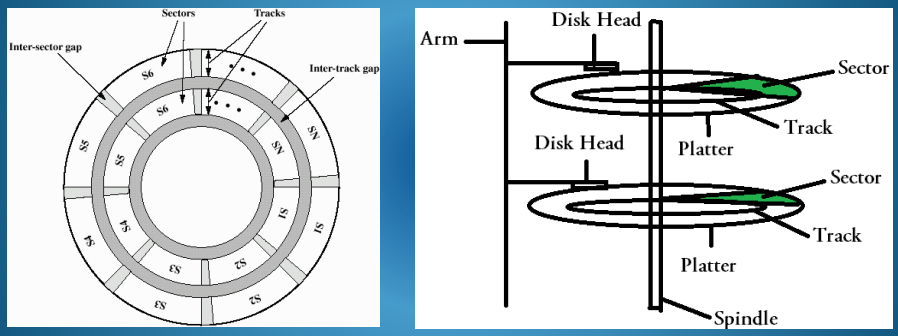 Sectors
Tracks
Inter-sector gap
Inter-track gap
S6
S6
SN
SN
S5
S5
S1
S1
S4
S4
S3
S2
S3
S2
Disk Head
Arm
Sector
Track
Platter
Disk Head
Sector
Track
Platter
Spindle